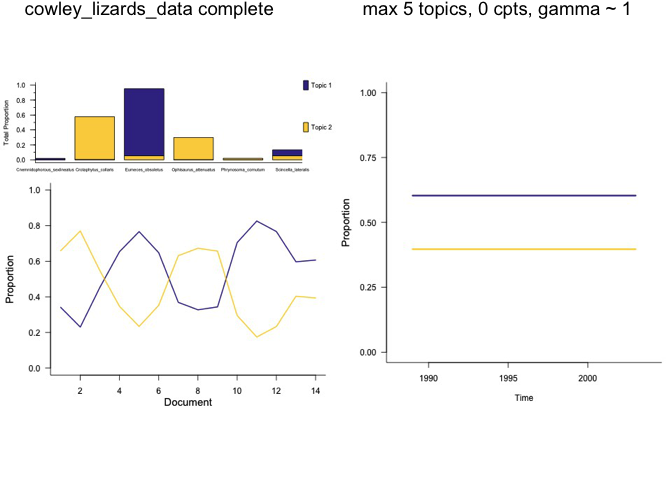 cowley_lizards_data complete
max 5 topics, 0 cpts, gamma ~ 1
Total Proportion
1.0
0.8
0.6
0.4
0.2
0.0
Topic 1
Topic 2
Cnemidophorous_sexlineatus Crotaphytus_collaris Eumeces_obsoletus Ophisaurus_attenuatus Phrynosoma_cornutum Scincella_lateralis
Proportion
1.0
0.8
0.6
0.4
0.2
0.0
2 4 6 8 10 12 14
Document
Proportion
1.00
0.75
0.50
0.25
0.00
1990 1995 2000
Time